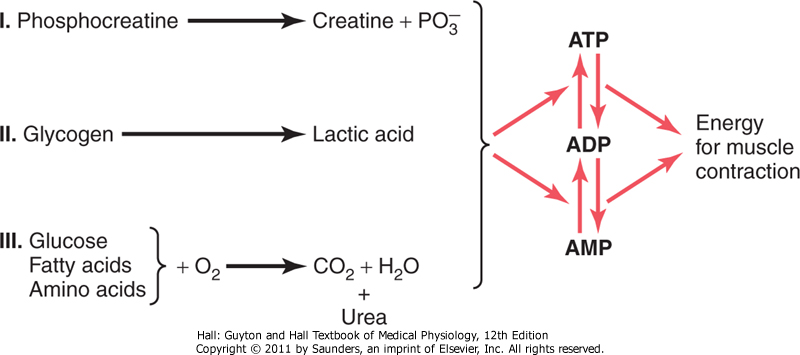 I. Phosphocreatine Creatine + PO₃⁻
ATP
II. Glycogen Lactic acid
ADP
Energy
for muscle
contraction
III. Glucose
Fatty acids
Amino acids
+ O₂ CO₂ + H₂O
+
Urea
AMP
Hall: Guyton and Hall Textbook of Medical Physiology, 12th Edition
Copyright © 2011 by Saunders, an imprint of Elsevier, Inc. All rights reserved.